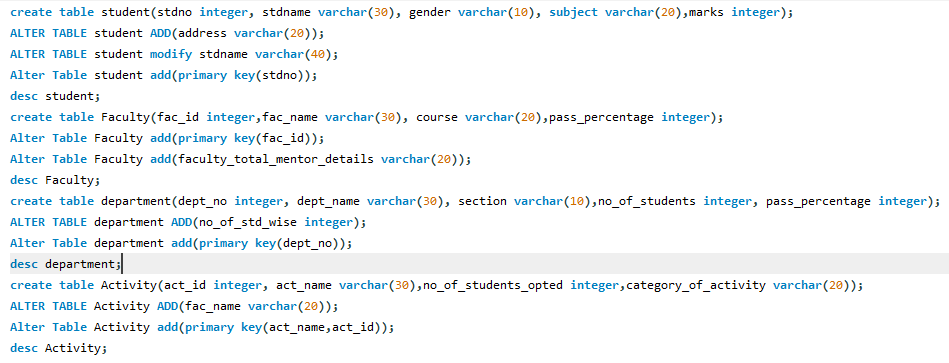 create table student(stdno integer, stdname varchar(30), gender varchar(10), subject varchar(20),marks integer);
ALTER TABLE student ADD(address varchar(20));
ALTER TABLE student modify stdname varchar(40);
Alter Table student add(primary key(stdno));
desc student;
create table Faculty(fac_id integer,fac_name varchar(30), course varchar(20),pass_percentage integer);
Alter Table Faculty add(primary key(fac_id));
Alter Table Faculty add(faculty_total_mentor_details varchar(20));
desc Faculty;
create table department(dept_no integer, dept_name varchar(30), section varchar(10),no_of_students integer, pass_percentage integer);
ALTER TABLE department ADD(no_of_std_wise integer);
Alter Table department add(primary key(dept_no));
desc department;
create table Activity(act_id integer, act_name varchar(30),no_of_students_opted integer,category_of_activity varchar(20));
ALTER TABLE Activity ADD(fac_name varchar(20));
Alter Table Activity add(primary key(act_name,act_id));
desc Activity;